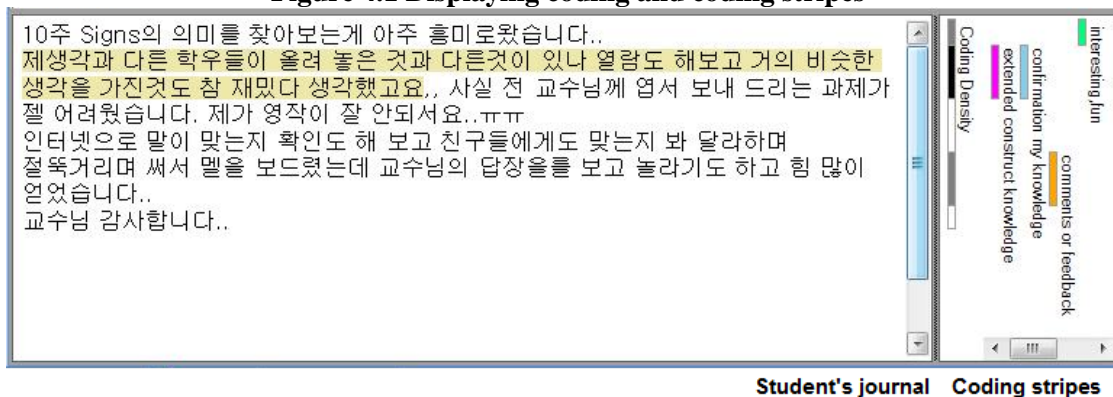 Figure 4.1 Displaying coding and coding stripes
10주 Signs의 의미를 찾아보는게 아주 흥미로왔습니다..
제생각과 다른 학우들이 올려 놓은 것과 다른것이 있나 열람도 해보고 거의 비슷한
생각을 가진것도 참 재밌다 생각했고요,, 사실 전 교수님께 엽서 보내 드리는 과제가
젤 어려웠습니다. 제가 영작이 잘 안되서요..ㅠㅠ
인터넷으로 말이 맞는지 확인도 해 보고 친구들에게도 맞는지 봐 달라하며
절뚝거리며 써서 멜을 보드렸는데 교수님의 답장을를 보고 놀라기도 하고 힘 많이
얻었습니다..
교수님 감사합니다..
interesting,fun
comments or feedback
confirmation my knowledge
extended construct knowledge
Coding Density
Student's journal Coding stripes